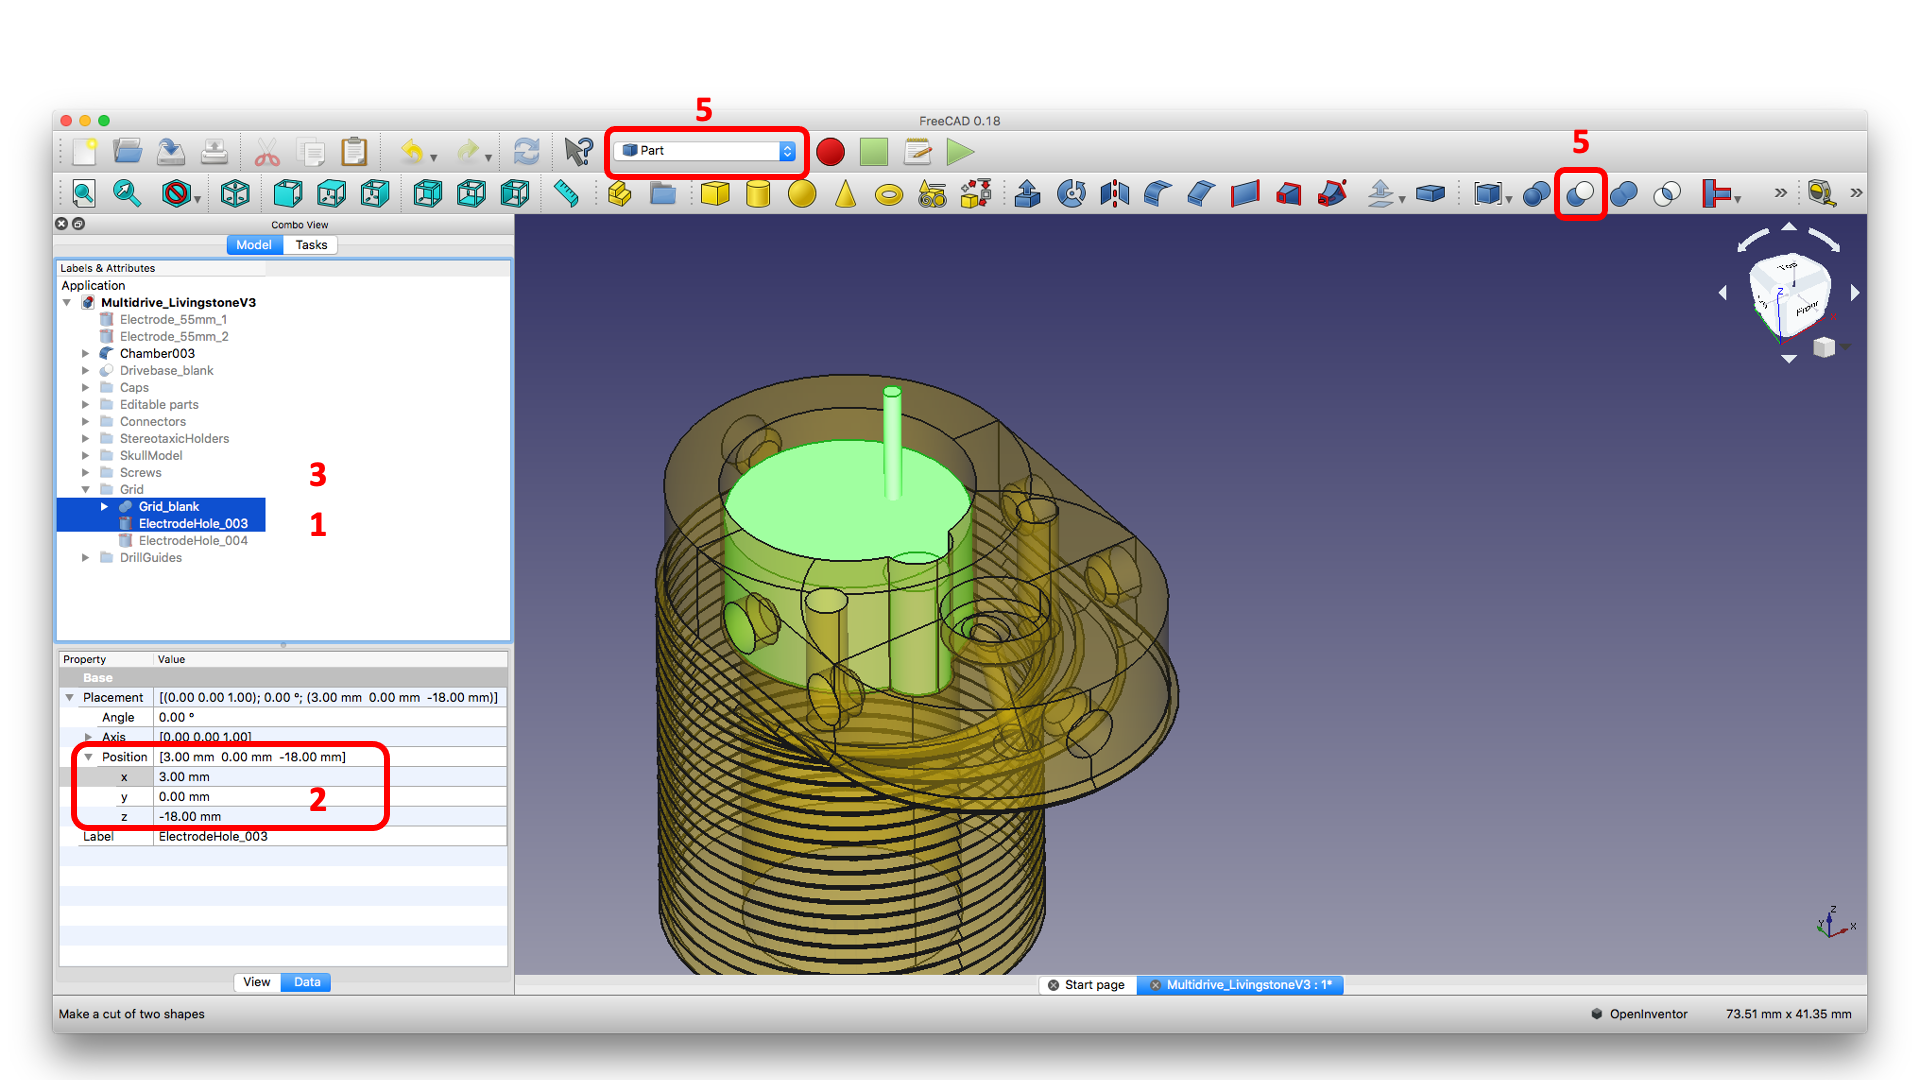 5
FreeCAD 0.18
5
Part
Combo View
Model Tasks
Labels & Attributes
Application
Multidrive_LivingstoneV3
Electrode_55mm_1
Electrode_55mm_2
Chamber003
Drivebase_blank
Caps
Editable parts
Connectors
StereotaxicHolders
SkullModel
Screws
3
Grid
Grid_blank
ElectrodeHole_003
1
ElectrodeHole_004
DrillGuides
Top
Front
Z
Property Value
Base
Placement [(0.00 0.00 1.00); 0.00 °; (3.00 mm 0.00 mm -18.00 mm)]
Angle 0.00 °
Axis [0.00 0.00 1.00]
Position [3.00 mm 0.00 mm -18.00 mm]
x 3.00 mm
y 0.00 mm
2
z -18.00 mm
Label ElectrodeHole_003
Z
Y X
View Data
Start page Multidrive_LivingstoneV3 : 1*
Make a cut of two shapes
OpenInventor 73.51 mm x 41.35 mm